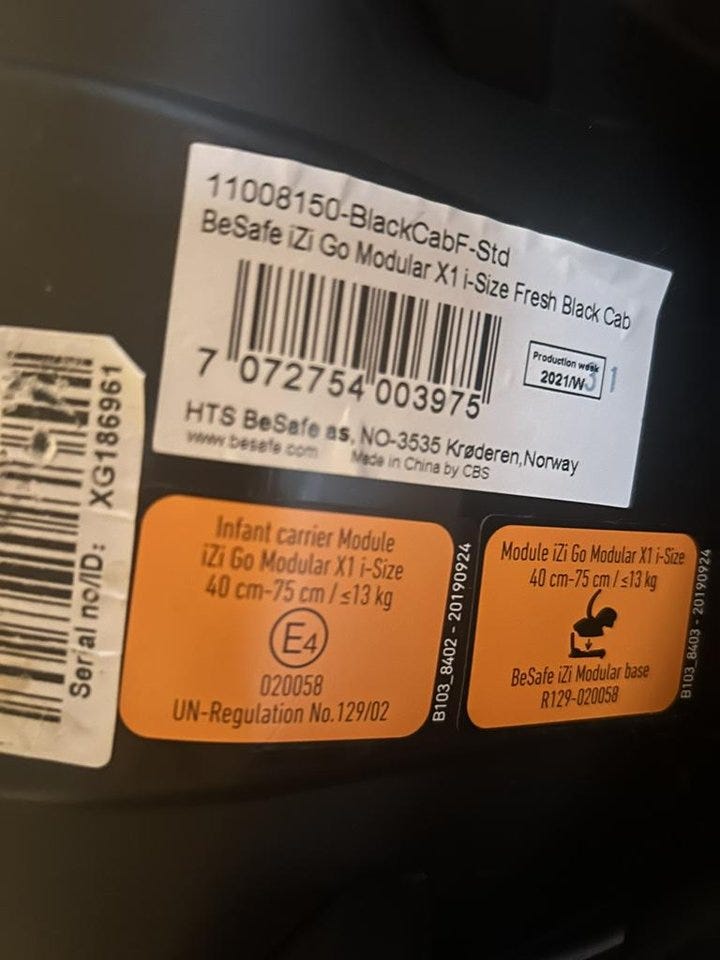 11008150-BlackCabF-Std
BeSafe iZi Go Modular X1 i-Size Fresh Black Cab
7 072754 003975
Production week
2021/W31
HTS BeSafe as, NO-3535 Krøderen, Norway
www.besafe.com Made in China by CBS
Serial no/ID: XG186961
Infant carrier Module
iZi Go Modular X1 i-Size
40 cm-75 cm / ≤13 kg
E4
020058
UN-Regulation No.129/02
B103_8402 - 20190924
Module iZi Go Modular X1 i-Size
40 cm-75 cm / ≤13 kg
BeSafe iZi Modular base
R129-020058
B103_8403 - 20190924